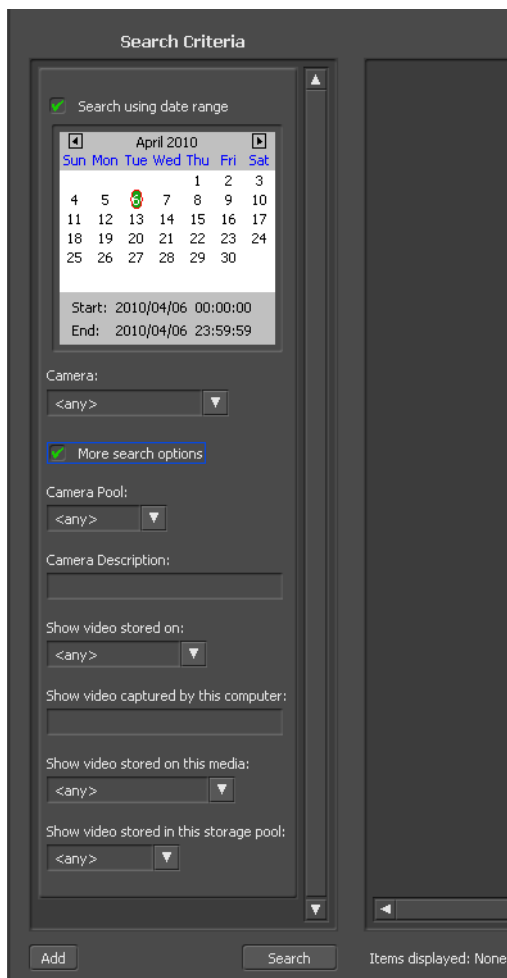 Search Criteria
Search using date range
April 2010
Sun Mon Tue Wed Thu Fri Sat
1 2 3
4 5 6 7 8 9 10
11 12 13 14 15 16 17
18 19 20 21 22 23 24
25 26 27 28 29 30
Start: 2010/04/06 00:00:00
End: 2010/04/06 23:59:59
Camera:
<any>
More search options
Camera Pool:
<any>
Camera Description:
Show video stored on:
<any>
Show video captured by this computer:
Show video stored on this media:
<any>
Show video stored in this storage pool:
<any>
Add
Search
Items displayed: None